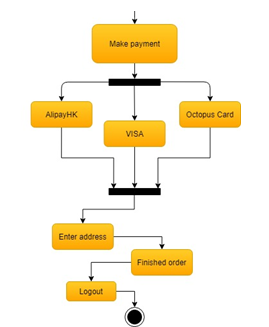 Make payment
AlipayHK
VISA
Octopus Card
Enter address
Finished order
Logout